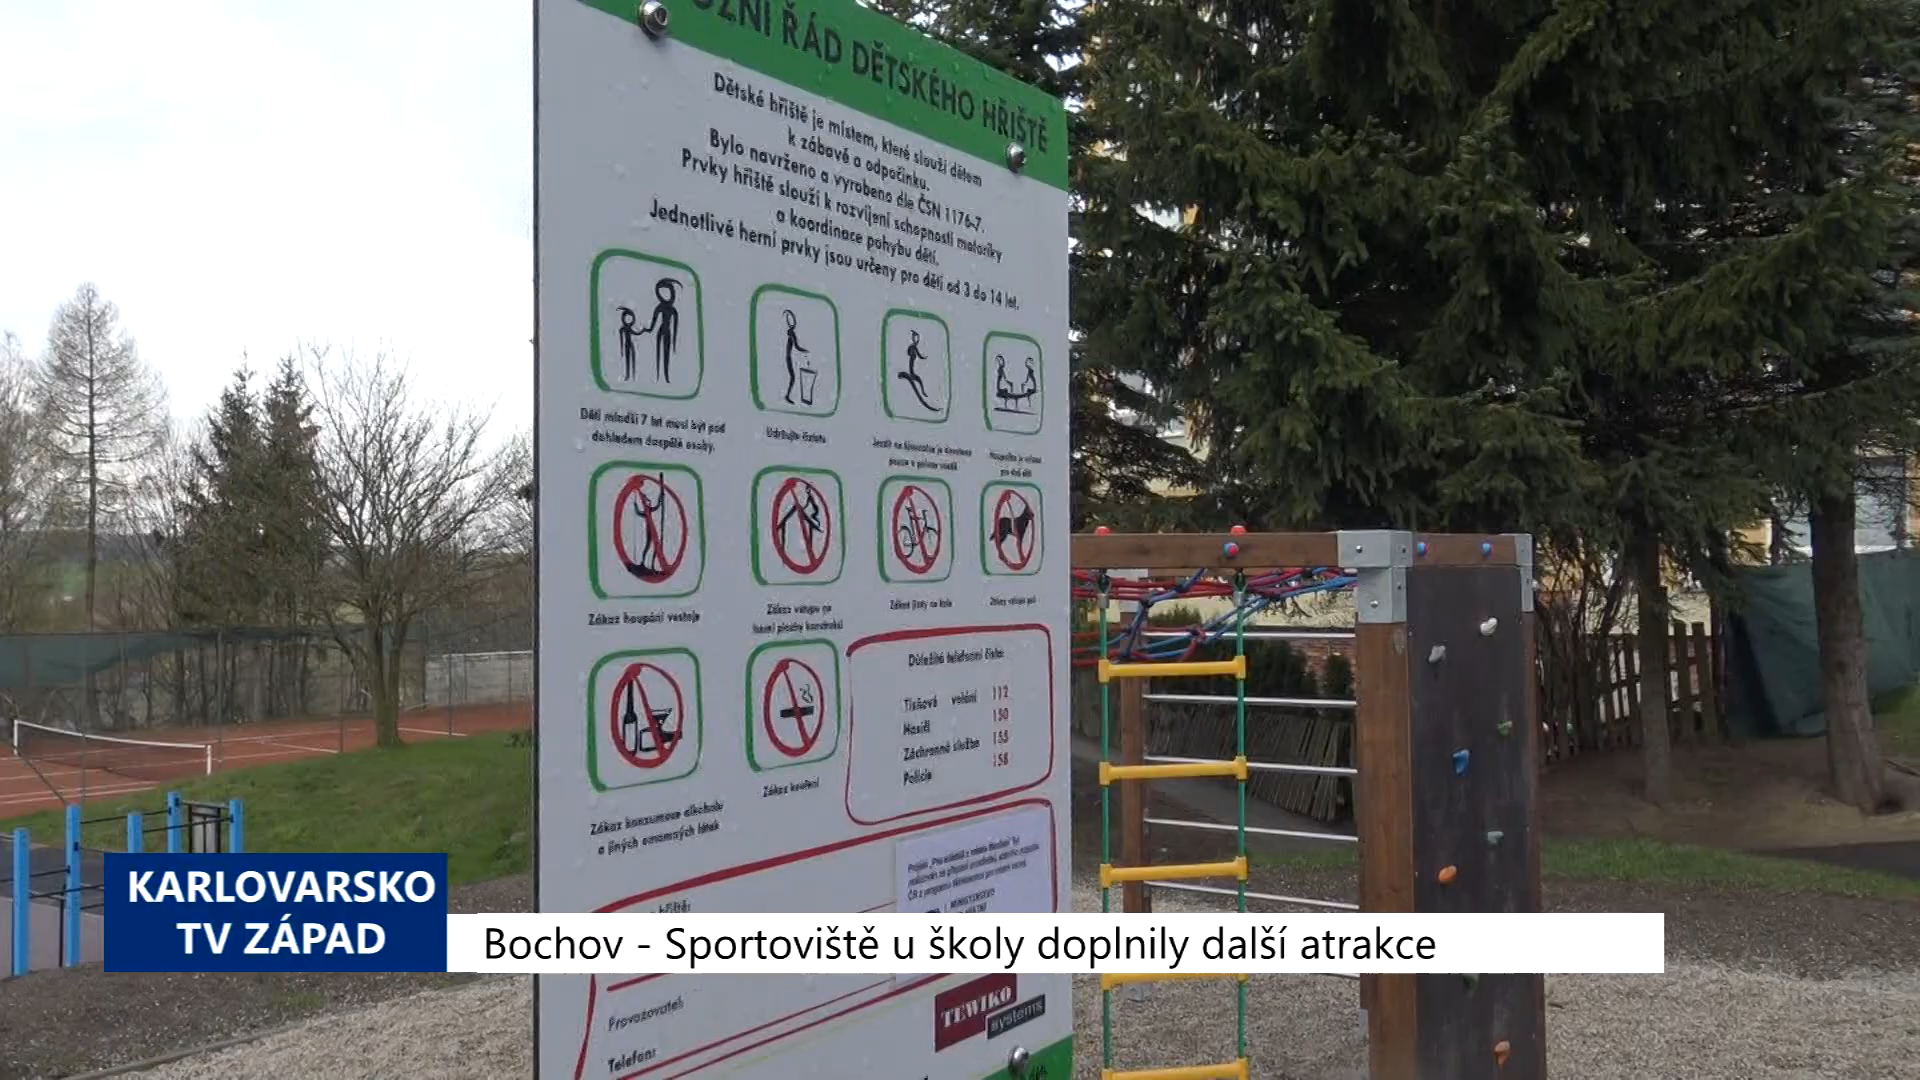 OZNÍ ŘÁD DĚTSKÉHO HŘIŠTĚ
Dětské hřiště je místem, které slouží dětem
k zábavě a odpočinku.
Bylo navrženo a vyrobeno dle ČSN 1176-7.
Prvky hřiště slouží k rozvíjení schopností motoriky
a koordinace pohybu dětí.
Jednotlivé herní prvky jsou určeny pro děti od 3 do 14 let.
Děti mladší 7 let musí být pod
dohledem dospělé osoby.
Udržujte čistotu
Zákaz houpání vestoje
Zákaz vstupu na
herní plochy konstrukcí
Zákaz jízdy na kole
Zákaz vstupu psů
Zákaz konzumace alkoholu
a jiných omamných látek
Zákaz kouření
Důležitá telefonní čísla:
Tísňové volání 112
Hasiči 150
Záchranná služba 155
Policie 158
hřiště:
Provozovatel:
Telefon:
TEWIKO
systems
KARLOVARSKO
TV ZÁPAD
Bochov - Sportoviště u školy doplnily další atrakce